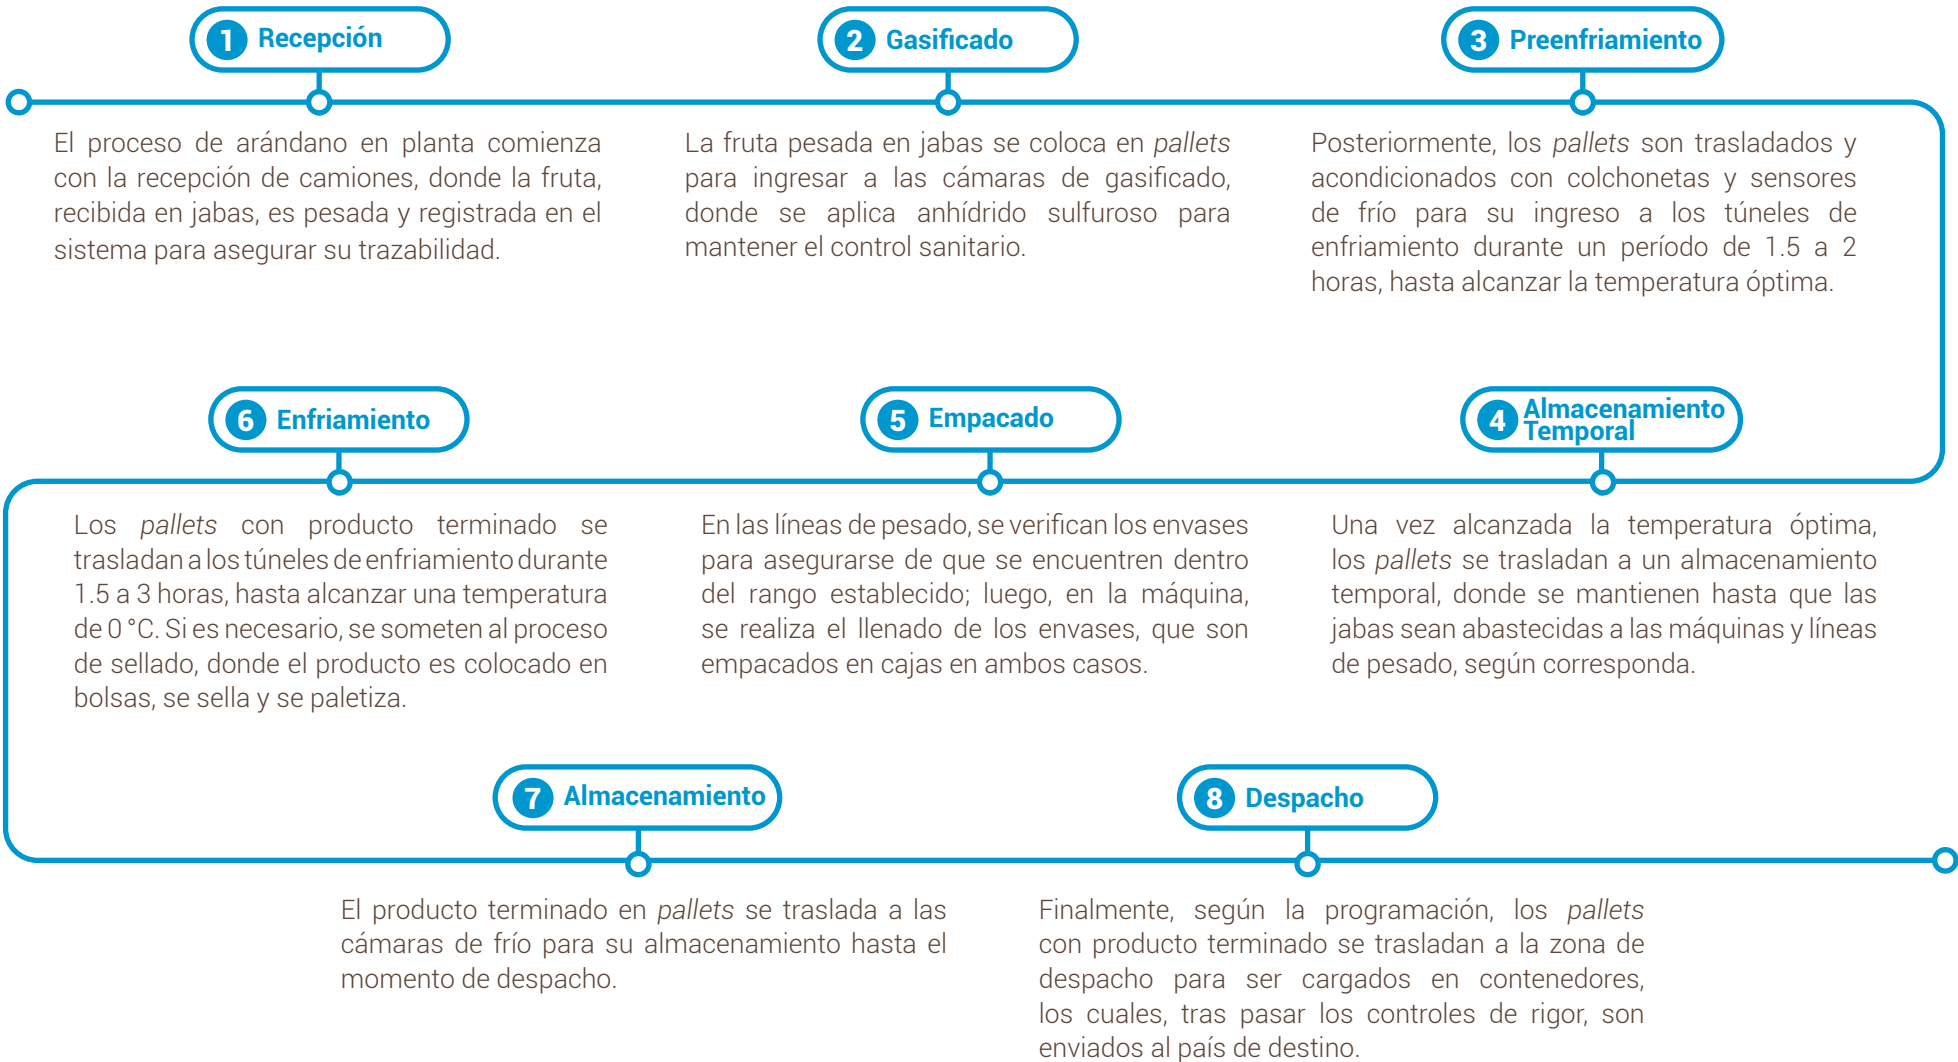 1 Recepción
El proceso de arándano en planta comienza
con la recepción de camiones, donde la fruta,
recibida en jabas, es pesada y registrada en el
sistema para asegurar su trazabilidad.
2 Gasificado
La fruta pesada en jabas se coloca en pallets
para ingresar a las cámaras de gasificado,
donde se aplica anhídrido sulfuroso para
mantener el control sanitario.
3 Preenfriamiento
Posteriormente, los pallets son trasladados y
acondicionados con colchonetas y sensores
de frío para su ingreso a los túneles de
enfriamiento durante un período de 1.5 a 2
horas, hasta alcanzar la temperatura óptima.
4 Almacenamiento
Temporal
Una vez alcanzada la temperatura óptima,
los pallets se trasladan a un almacenamiento
temporal, donde se mantienen hasta que las
jabas sean abastecidas a las máquinas y líneas
de pesado, según corresponda.
5 Empacado
En las líneas de pesado, se verifican los envases
para asegurarse de que se encuentren dentro
del rango establecido; luego, en la máquina,
se realiza el llenado de los envases, que son
empacados en cajas en ambos casos.
6 Enfriamiento
Los pallets con producto terminado se
trasladan a los túneles de enfriamiento durante
1.5 a 3 horas, hasta alcanzar una temperatura
de 0 °C. Si es necesario, se someten al proceso
de sellado, donde el producto es colocado en
bolsas, se sella y se paletiza.
7 Almacenamiento
El producto terminado en pallets se traslada a las
cámaras de frío para su almacenamiento hasta el
momento de despacho.
8 Despacho
Finalmente, según la programación, los pallets
con producto terminado se trasladan a la zona de
despacho para ser cargados en contenedores,
los cuales, tras pasar los controles de rigor, son
enviados al país de destino.